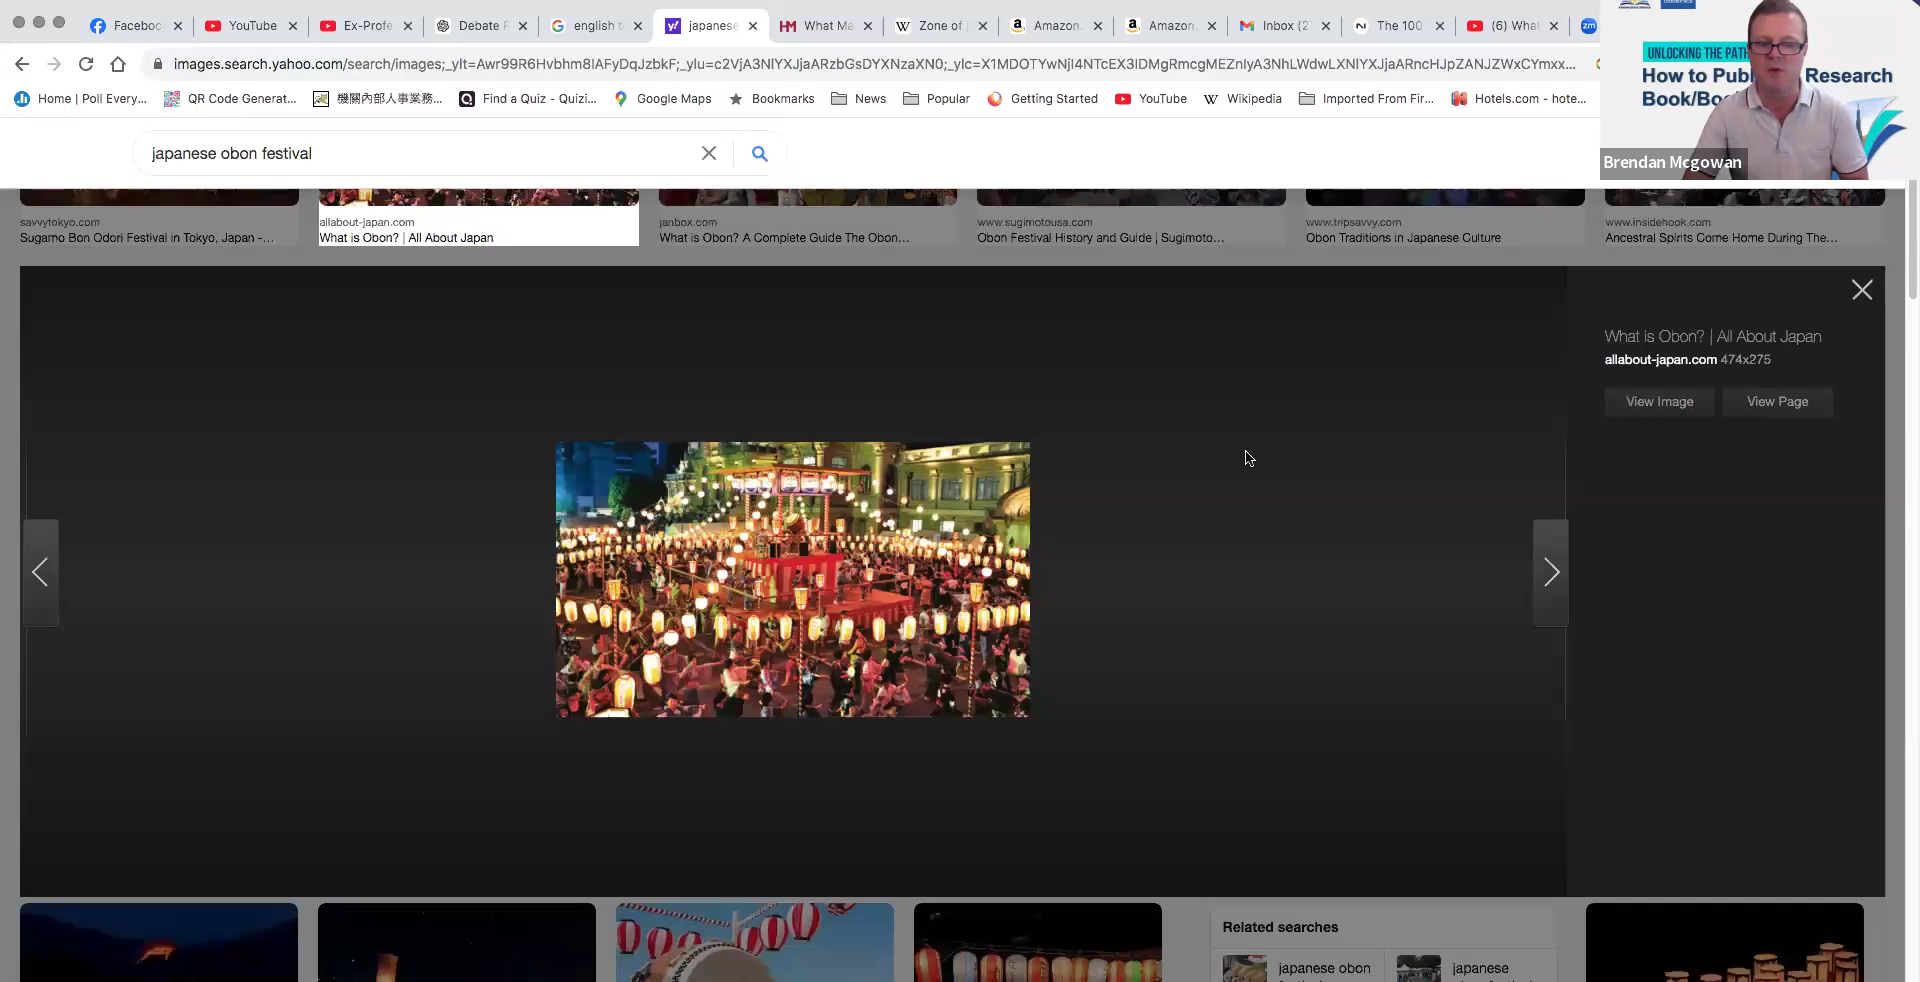 Faceboo
YouTube
Ex-Profe
Debate
english t
japanese
What Ma
Zone of
Amazon.
Amazon.
Inbox (2
The 100
(6) What
zm
images.search.yahoo.com/search/images;_ylt=Awr99R6Hvbhm8lAFyDqJzbkF;_ylu=c2VjA3NlYXJjaARzbGsDYXNzaXN0;_ylc=X1MDOTYwNjI4NTcEX3IDMgRmcgMEZnIyA3NhLWdwLXNlYXJjaARncHJpZANJZWxCYmxx...
Home | Poll Every...
QR Code Generat...
機關內部人事業務...
Find a Quiz - Quizi...
Google Maps
Bookmarks
News
Popular
Getting Started
YouTube
Wikipedia
Imported From Fir...
Hotels.com - hote...
UNLOCKING THE PATH
How to Pub Research
Book/Bo
Brendan Mcgowan
japanese obon festival
savvytokyo.com
Sugamo Bon Odori Festival in Tokyo, Japan -...
allabout-japan.com
What is Obon? | All About Japan
janbox.com
What is Obon? A Complete Guide The Obon...
www.sugimotousa.com
Obon Festival History and Guide | Sugimoto...
www.tripsavvy.com
Obon Traditions in Japanese Culture
www.insidehook.com
Ancestral Spirits Come Home During The...
What is Obon? | All About Japan
allabout-japan.com 474x275
View Image
View Page
Related searches
japanese obon
japanese